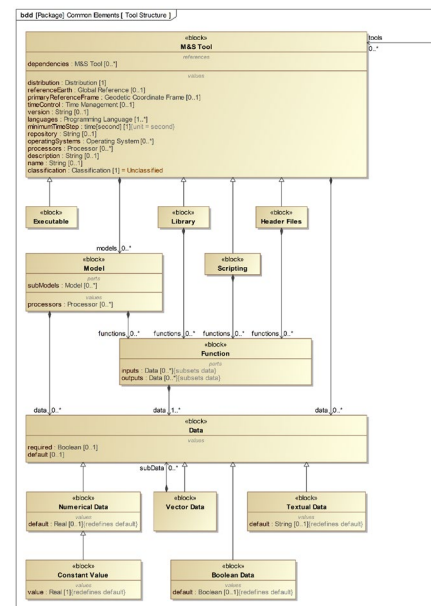 bdd [Package] Common Elements [ Tool Structure ]
tools
0..*
«block»
M&S Tool
references
dependencies : M&S Tool [0..*]
values
distribution : Distribution [1]
referenceEarth : Global Reference [0..1]
primaryReferenceFrame : Geodetic Coordinate Frame [0..1]
timeControl : Time Management [0..1]
version : String [0..1]
languages : Programming Language [1..*]
minimumTimeStep : time[second] [1]{unit = second}
repository : String [0..1]
operatingSystems : Operating System [0..*]
processors : Processor [0..*]
description : String [0..1]
name : String [0..1]
classification : Classification [1] = Unclassified
«block»
Executable
«block»
Library
«block»
Header Files
models 0..*
«block»
Model
parts
subModels : Model [0..*]
values
processors : Processor [0..*]
«block»
Scripting
functions 0..* functions 0..* functions 0..* functions 0..*
«block»
Function
parts
inputs : Data [0..*]{subsets data}
outputs : Data [0..*]{subsets data}
data 0..* data 1..* data 0..*
«block»
Data
values
required : Boolean [0..1]
default [0..1]
subData 0..*
«block»
Numerical Data
values
default : Real [0..1]{redefines default}
«block»
Vector Data
«block»
Textual Data
values
default : String [0..1]{redefines default}
«block»
Constant Value
values
value : Real [1]{redefines default}
«block»
Boolean Data
values
default : Boolean [0..1]{redefines default}